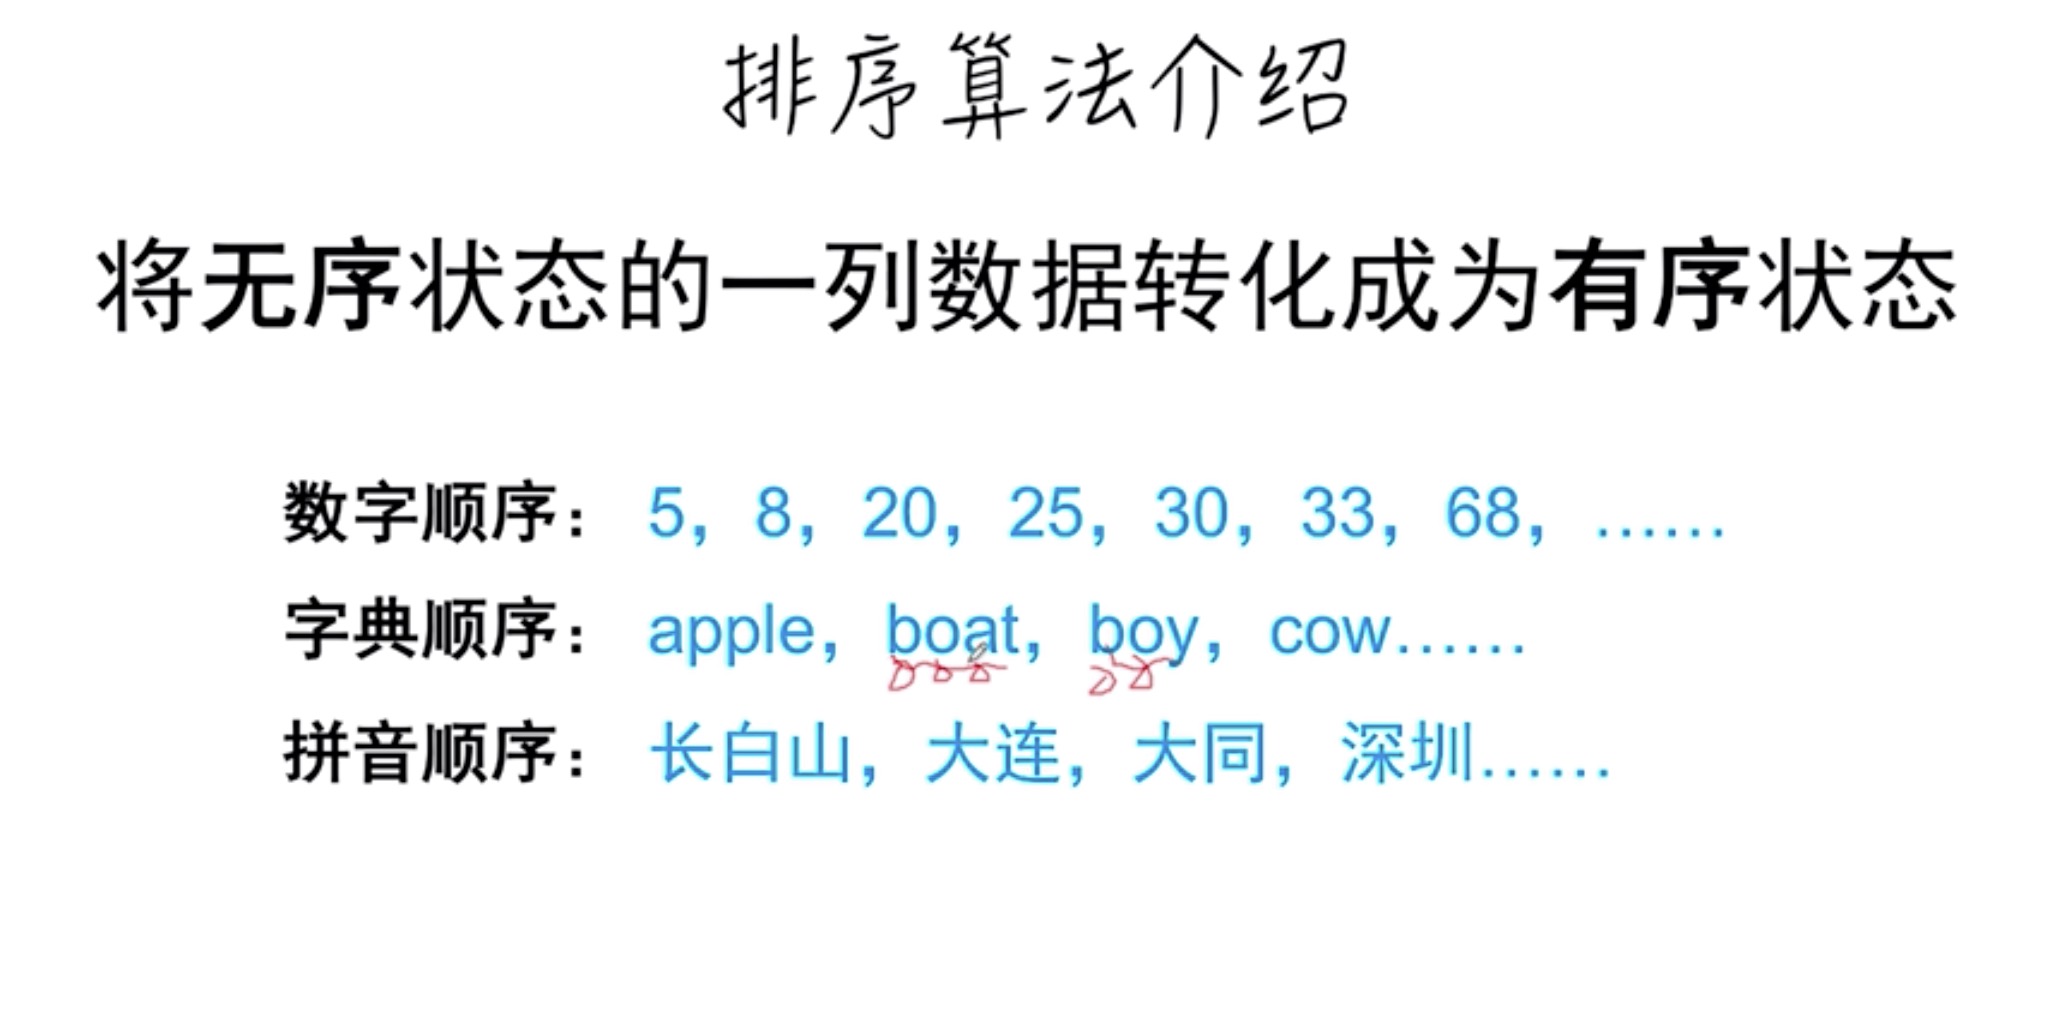 排序算法介绍
将无序状态的一列数据转化成为有序状态
数字顺序：5，8，20，25，30，33，68，……
字典顺序：apple，boat，boy，cow……
拼音顺序：长白山，大连，大同，深圳……